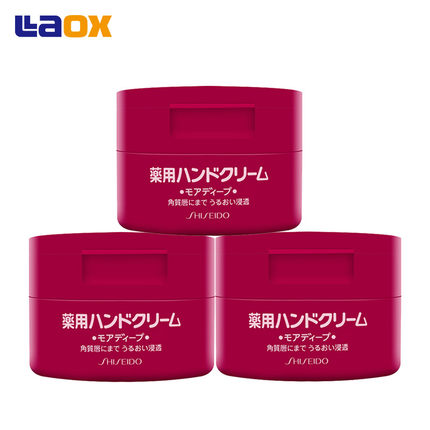 LAOX
薬用ハンドクリーム
•モアディープ•
角質層にまで うるおい浸透
SHISEIDO
薬用ハンドクリーム
•モアディープ•
角質層にまで うるおい浸透
SHISEIDO
薬用ハンドクリーム
•モアディープ•
角質層にまで うるおい浸透
SHISEIDO